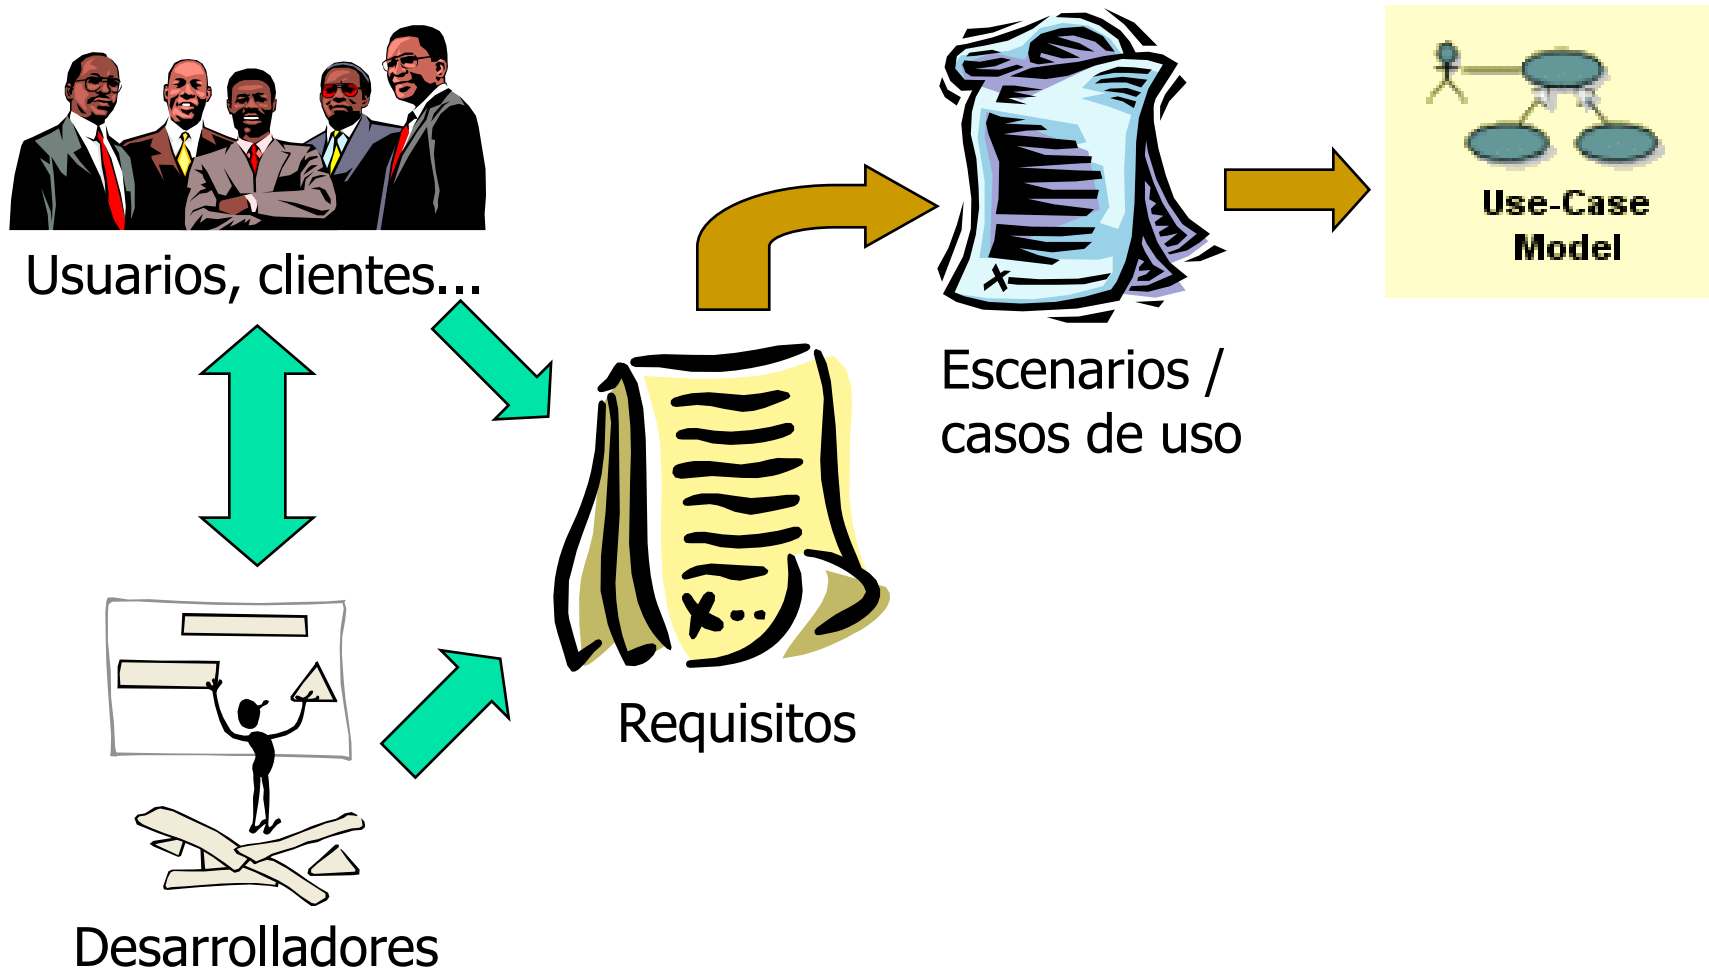 Usuarios, clientes...
Use-Case
Model
Escenarios /
casos de uso
Requisitos
Desarrolladores